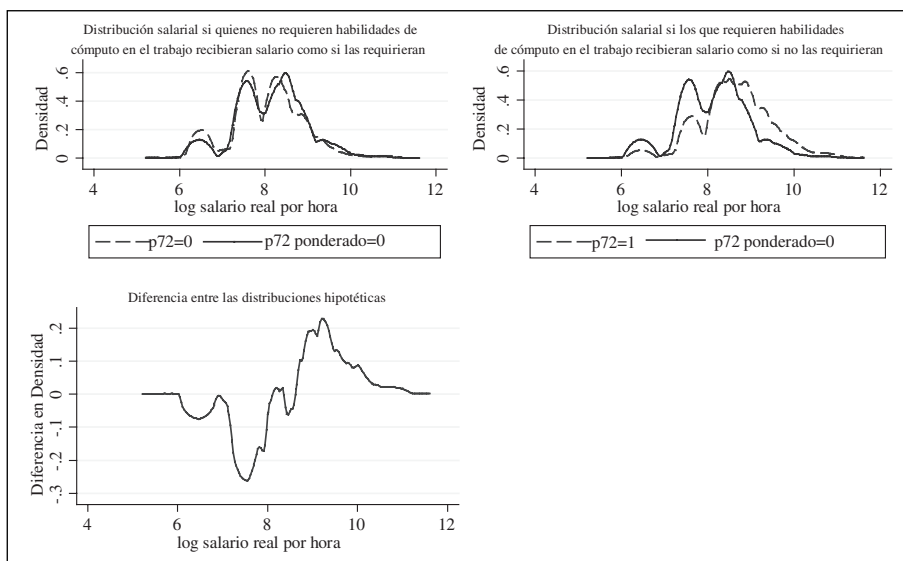 Distribución salarial si quienes no requieren habilidades de
cómputo en el trabajo recibieran salario como si las requirieran
Densidad
0 .2 .4 .6
4 6 8 10 12
log salario real por hora
p72=0 p72 ponderado=0
Distribución salarial si los que requieren habilidades
de cómputo en el trabajo recibieran salario como si no las requirieran
Densidad
0 .2 .4 .6
4 6 8 10 12
log salario real por hora
p72=1 p72 ponderado=0
Diferencia entre las distribuciones hipotéticas
Diferencia en Densidad
-.3 -.2 -.1 0 .1 .2
4 6 8 10 12
log salario real por hora